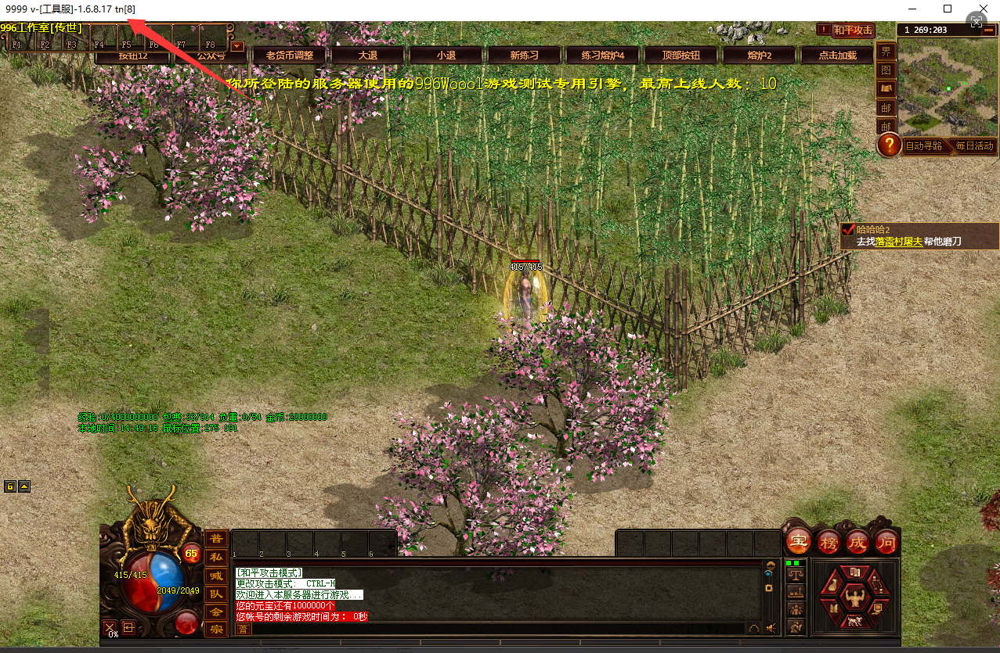 9999 v-[工具服]-1.6.8.17 tn[8]
996工作室[传世]
F1 F2 F3 F4 F5 F6 F7 F8
! 和平攻击
1 269:203
按钮12 公众号 老货币调整 大退 小退 新练习 练习熔炉4 顶部按钮 熔炉2 点击加载
界
图
邮
邮
你所登陆的服务器使用的996Woool游戏测试专用引擎，最高上线人数：10
? 自动寻路 每日活动
哈哈哈2
去找落霞村屠夫帮他磨刀
415/415
经验:0/4000000000 包裹:33/914 负重:0/54 金币:20000000
本地时间:14:49:16 鼠标位置:275 191
宝 榜 成 问
65
415/415
2049/2049
0%
普
私
喊
队
会
宗
1 2 3 4 5 6
[和平攻击模式]
更改攻击模式: CTRL-H
欢迎进入本服务器进行游戏...
您的元宝还有1000000个
您帐号的剩余游戏时间为: 0秒
普